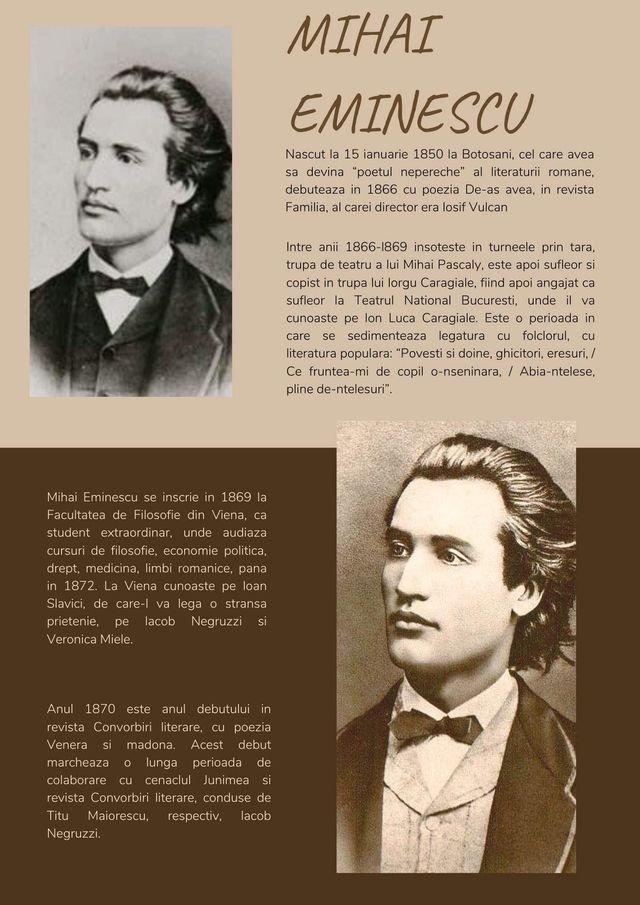 MIHAI
EMINESCU
Nascut la 15 ianuarie 1850 la Botosani, cel care avea
sa devina “poetul nepereche” al literaturii romane,
debuteaza in 1866 cu poezia De-as avea, in revista
Familia, al carei director era Iosif Vulcan
Intre anii 1866-l869 insoteste in turneele prin tara,
trupa de teatru a lui Mihai Pascaly, este apoi sufleor si
copist in trupa lui Iorgu Caragiale, fiind apoi angajat ca
sufleor la Teatrul National Bucuresti, unde il va
cunoaste pe Ion Luca Caragiale. Este o perioada in
care se sedimenteaza legatura cu folclorul, cu
literatura populara: “Povesti si doine, ghicitori, eresuri, /
Ce fruntea-mi de copil o-nseninara, / Abia-ntelese,
pline de-ntelesuri”.
Mihai Eminescu se inscrie in 1869 la
Facultatea de Filosofie din Viena, ca
student extraordinar, unde audiaza
cursuri de filosofie, economie politica,
drept, medicina, limbi romanice, pana
in 1872. La Viena cunoaste pe Ioan
Slavici, de care-l va lega o stransa
prietenie, pe Iacob Negruzzi si
Veronica Miele.
Anul 1870 este anul debutului in
revista Convorbiri literare, cu poezia
Venera si madona. Acest debut
marcheaza o lunga perioada de
colaborare cu cenaclul Junimea si
revista Convorbiri literare, conduse de
Titu Maiorescu, respectiv, Iacob
Negruzzi.